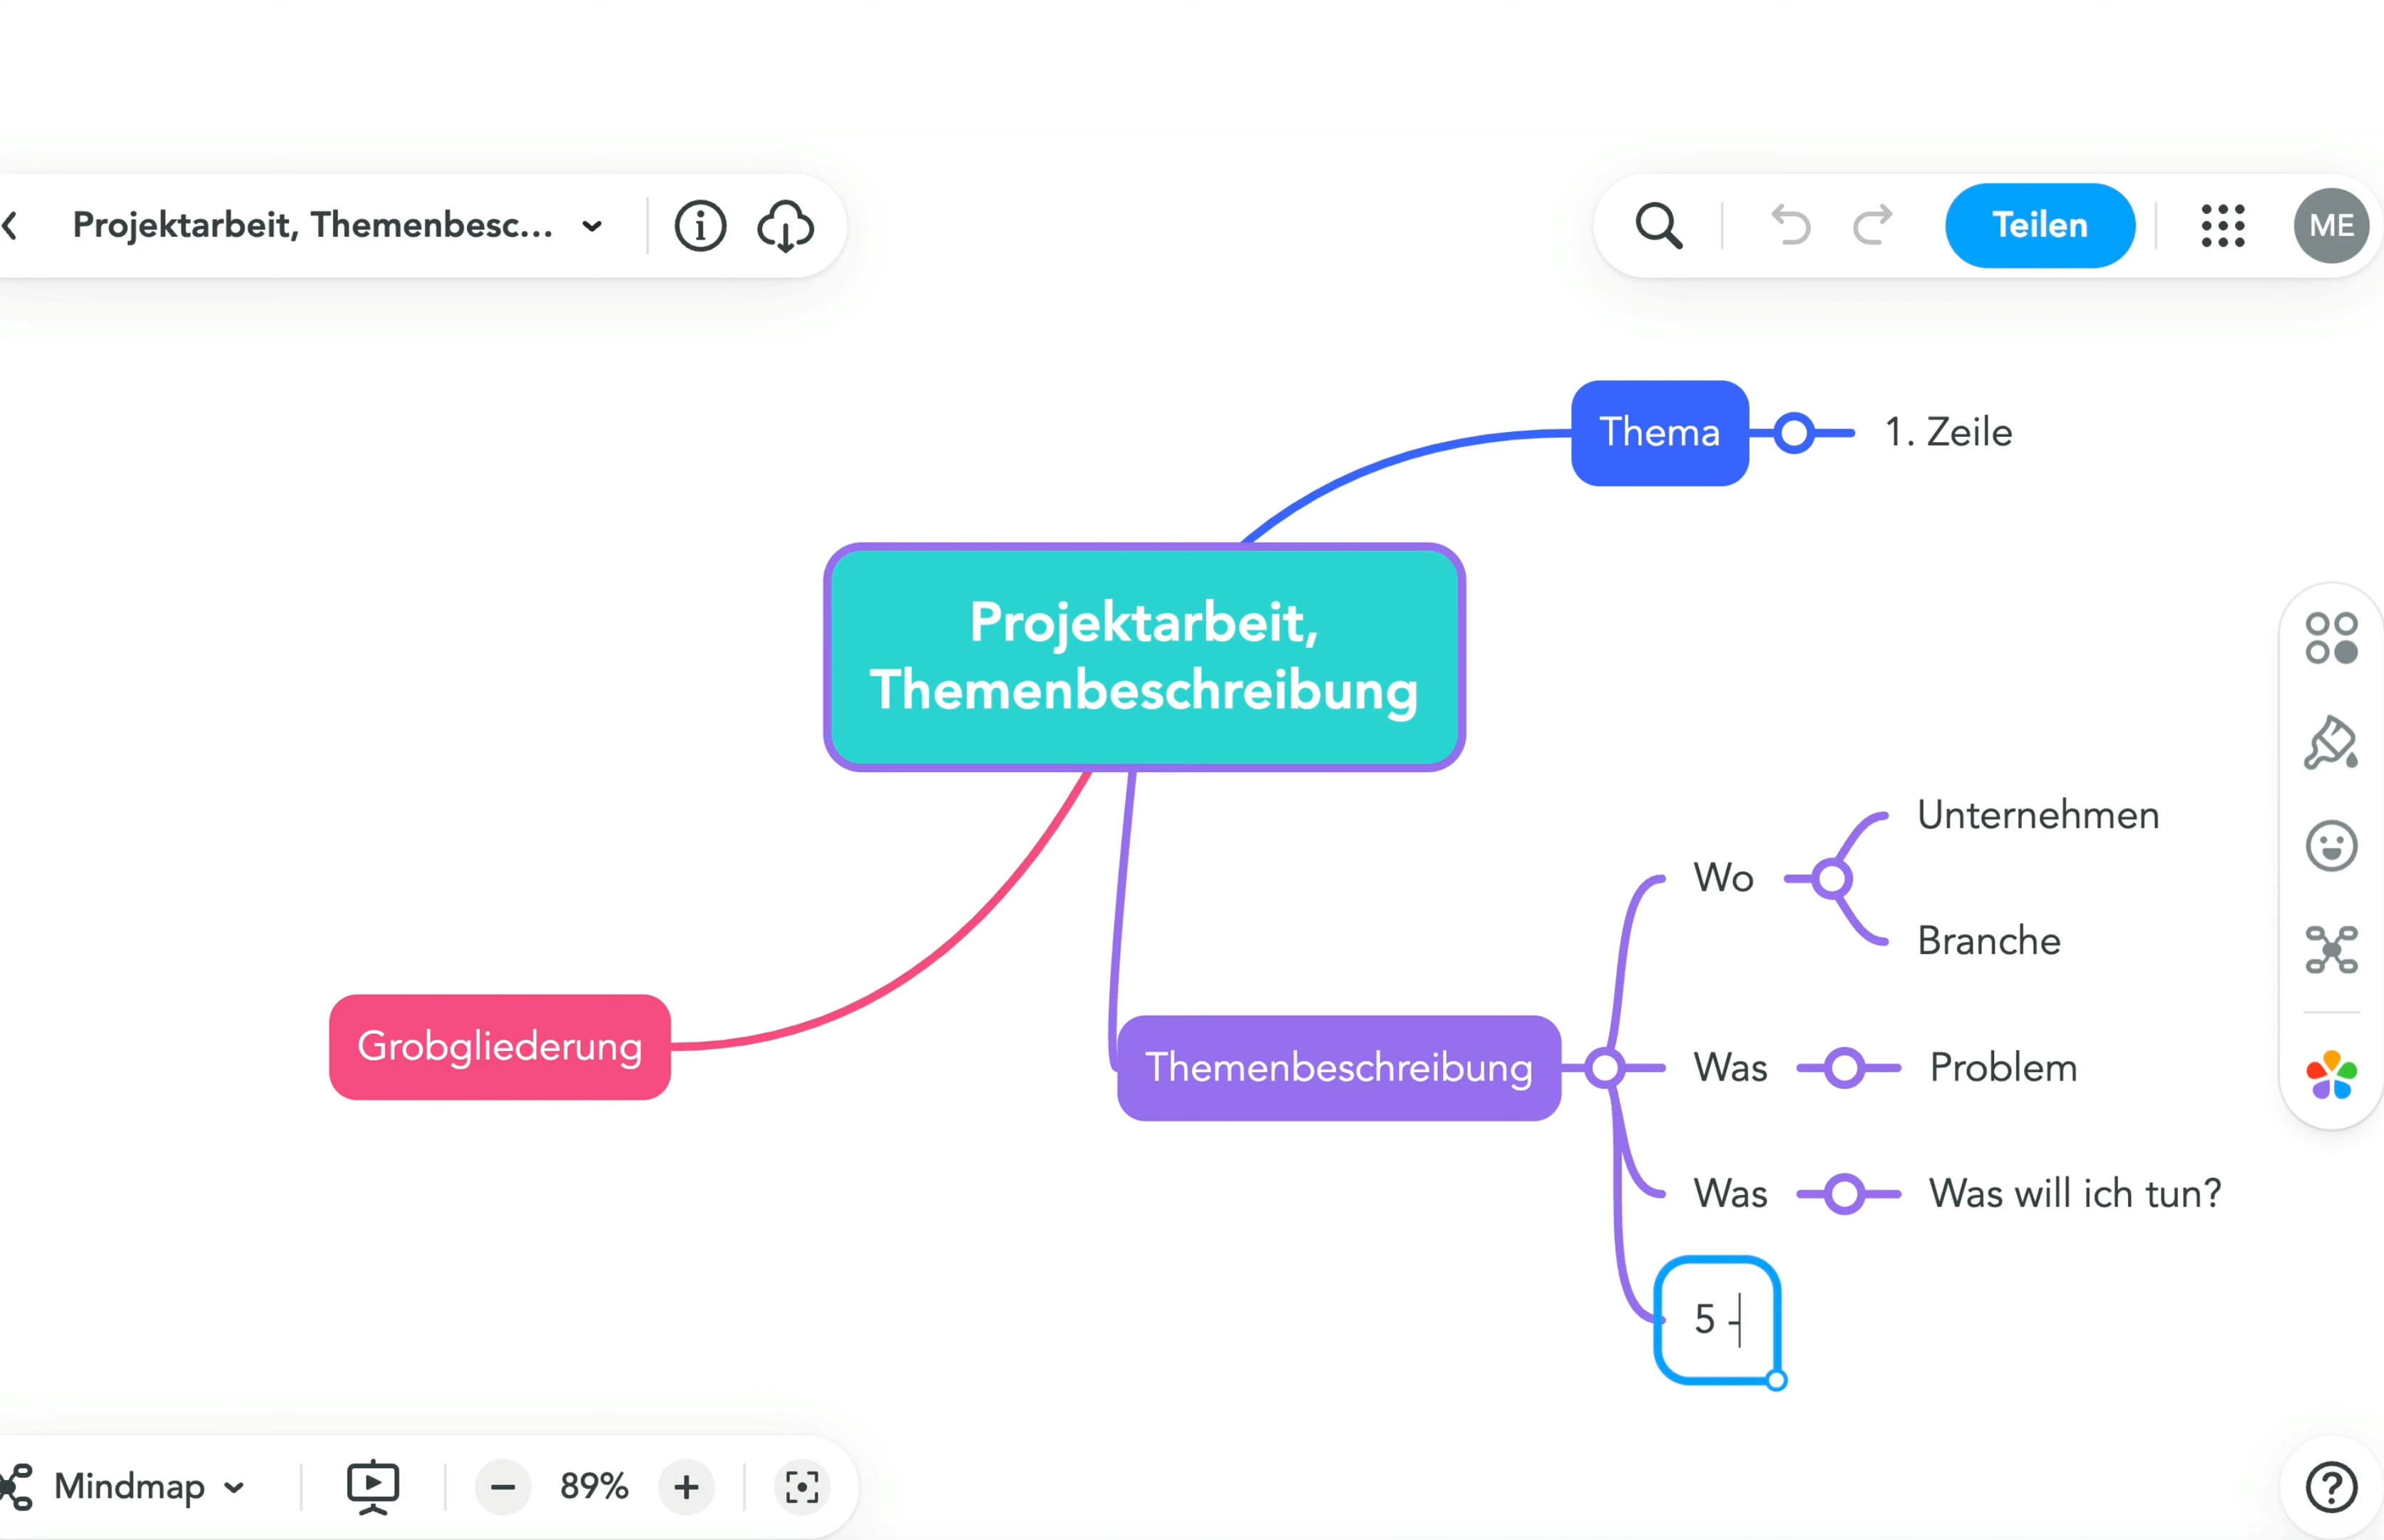 Projektarbeit, Themenbesc...
Teilen
ME
Thema
1. Zeile
Projektarbeit,
Themenbeschreibung
Unternehmen
Wo
Branche
Grobgliederung
Themenbeschreibung
Was
Problem
Was
Was will ich tun?
5 -
Mindmap
89%